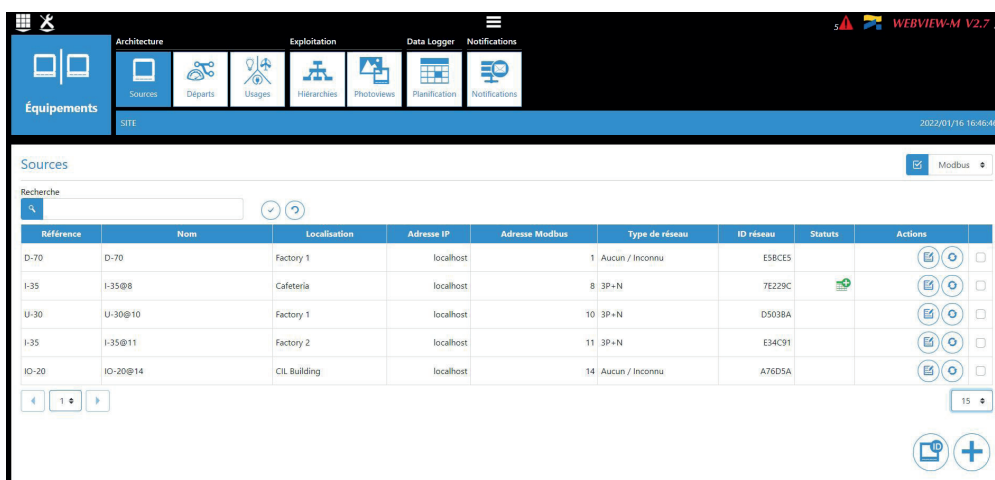 5 WEBVIEW-M V2.7
Architecture Exploitation Data Logger Notifications
Sources Départs Usages Hiérarchies Photoviews Planification Notifications
Équipements
SITE 2022/01/16 16:46:46
Sources Modbus
Recherche
Référence Nom Localisation Adresse IP Adresse Modbus Type de réseau ID réseau Statuts Actions
D-70 D-70 Factory 1 localhost 1 Aucun / Inconnu E5BCE5
I-35 I-35@8 Cafeteria localhost 8 3P+N 7E229C
U-30 U-30@10 Factory 1 localhost 10 3P+N D503BA
I-35 I-35@11 Factory 2 localhost 11 3P+N E34C91
IO-20 IO-20@14 CIL Building localhost 14 Aucun / Inconnu A76D5A
1 15
ID